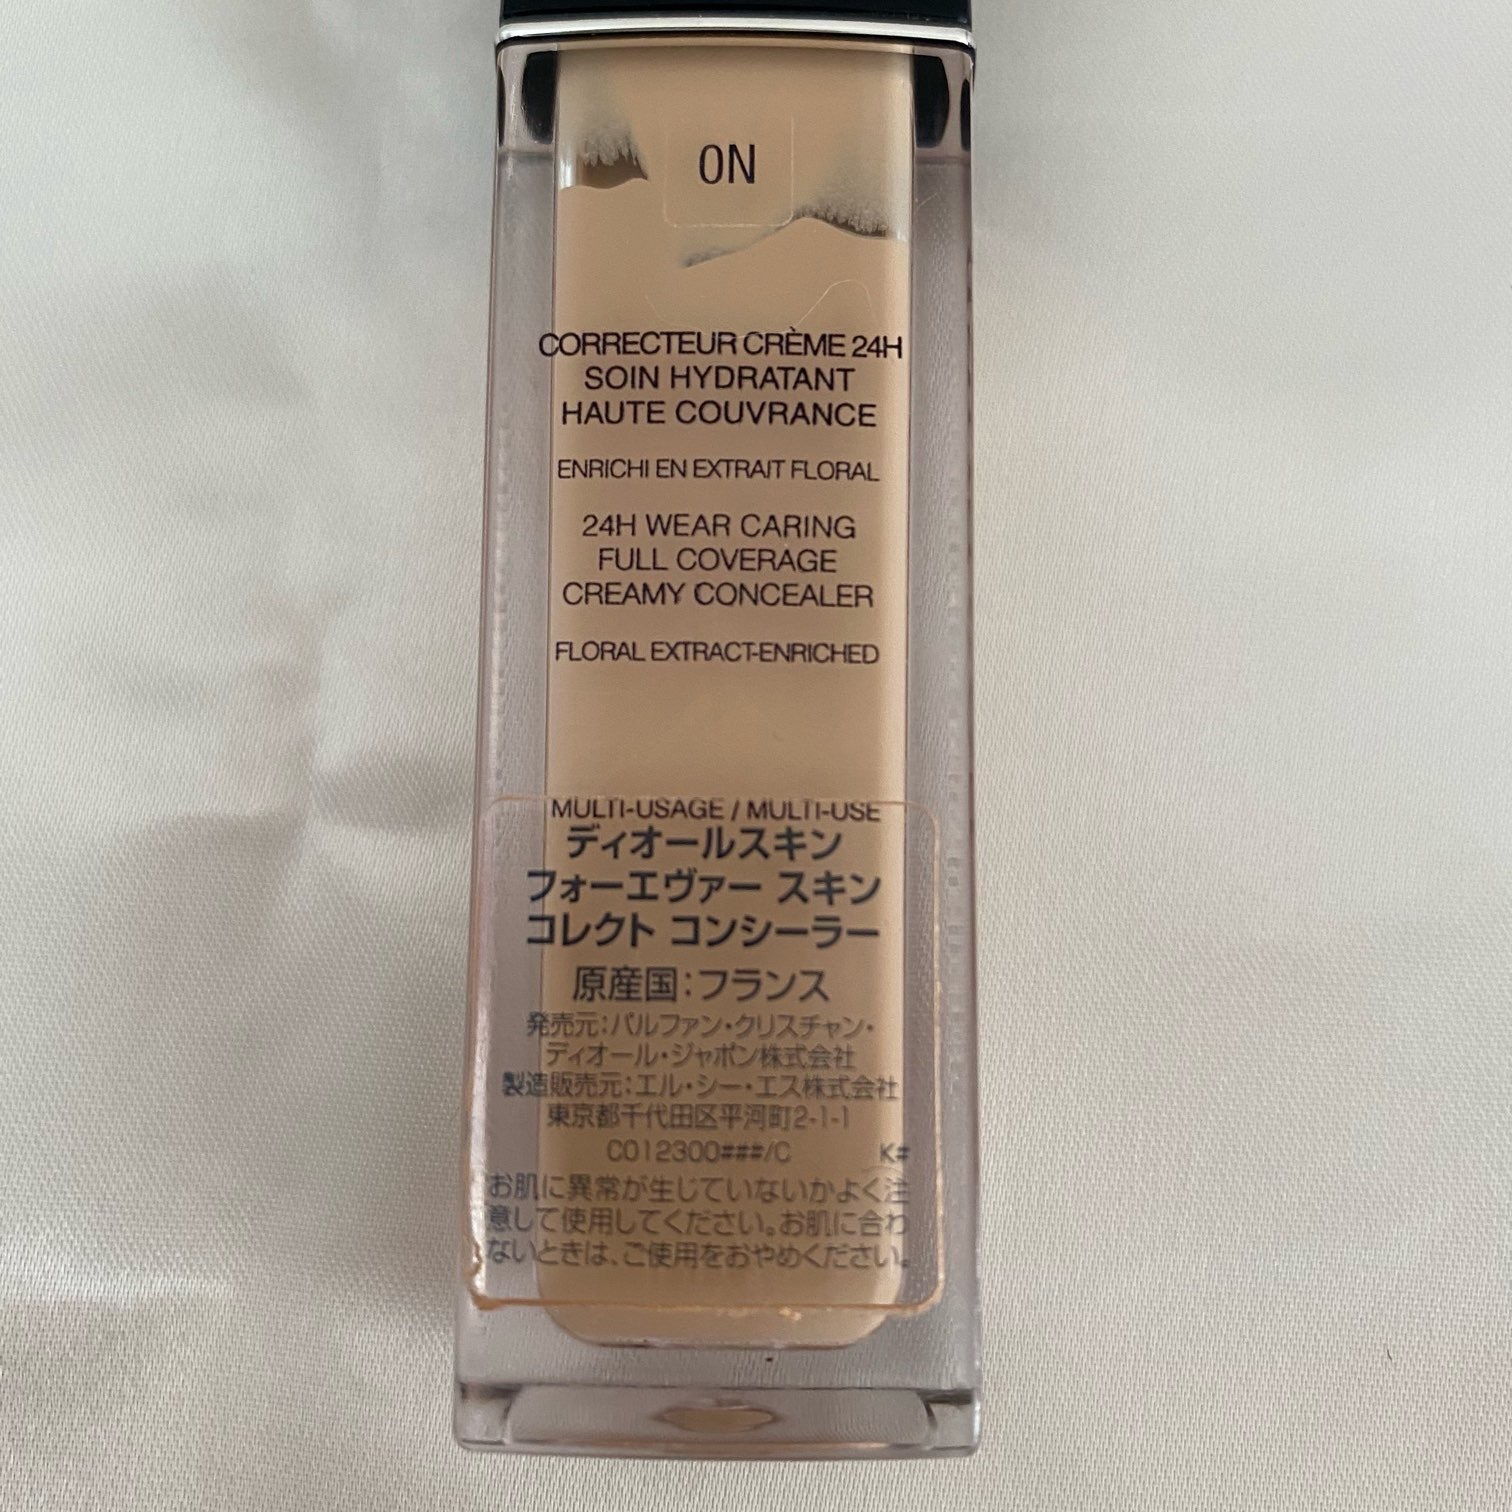 0N
CORRECTEUR CRÈME 24H
SOIN HYDRATANT
HAUTE COUVRANCE
ENRICHI EN EXTRAIT FLORAL
24H WEAR CARING
FULL COVERAGE
CREAMY CONCEALER
FLORAL EXTRACT-ENRICHED
MULTI-USAGE / MULTI-USE
ディオールスキン
フォーエヴァー スキン
コレクト コンシーラー
原産国:フランス
発売元:パルファン・クリスチャン・
ディオール・ジャポン株式会社
製造販売元:エル・シー・エス株式会社
東京都千代田区平河町2-1-1
C012300###/C K#
お肌に異常が生じていないかよく注
意して使用してください。お肌に合わ
ないときは、ご使用をおやめください。